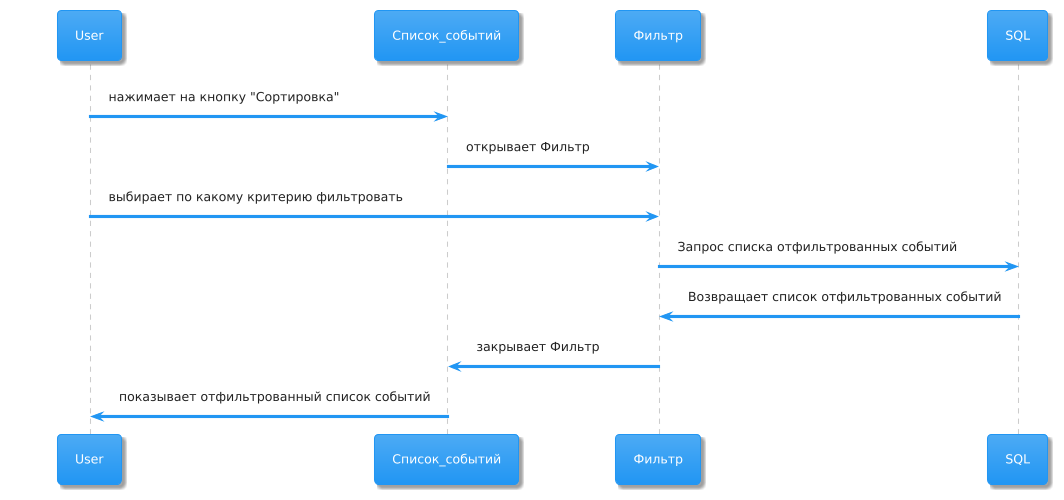 User
Список_событий
Фильтр
SQL
нажимает на кнопку "Сортировка"
открывает Фильтр
выбирает по какому критерию фильтровать
Запрос списка отфильтрованных событий
Возвращает список отфильтрованных событий
закрывает Фильтр
показывает отфильтрованный список событий
User
Список_событий
Фильтр
SQL